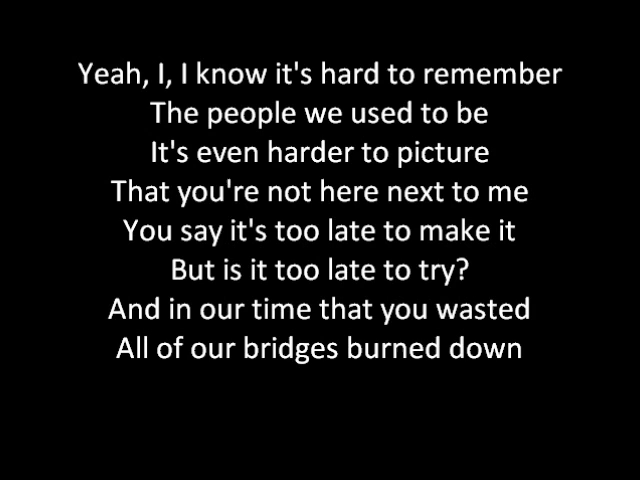 Yeah, I, I know it's hard to remember
The people we used to be
It's even harder to picture
That you're not here next to me
You say it's too late to make it
But is it too late to try?
And in our time that you wasted
All of our bridges burned down